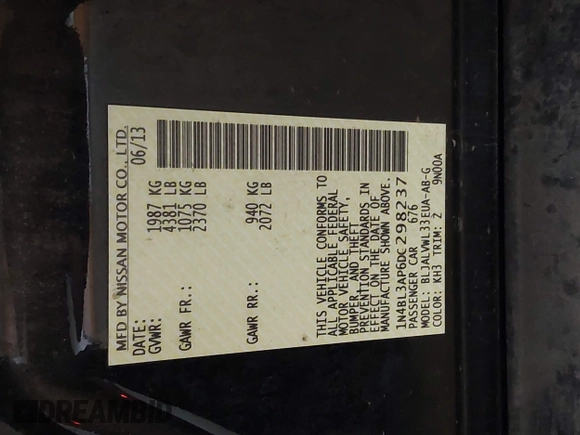 MFD BY NISSAN MOTOR CO., LTD.
DATE: 06/13
GVWR: 1987 KG
4381 LB
GAWR FR.: 1075 KG
2370 LB
GAWR RR.: 940 KG
2072 LB
THIS VEHICLE CONFORMS TO
ALL APPLICABLE FEDERAL
MOTOR VEHICLE SAFETY,
BUMPER, AND THEFT
PREVENTION STANDARDS IN
EFFECT ON THE DATE OF
MANUFACTURE SHOWN ABOVE.
1N4BL3AP6DC298237
PASSENGER CAR 676
MODEL: BLJALVWL33EUA-AB-G
COLOR: KH3 TRIM: 2 9N00A
DREAMBID